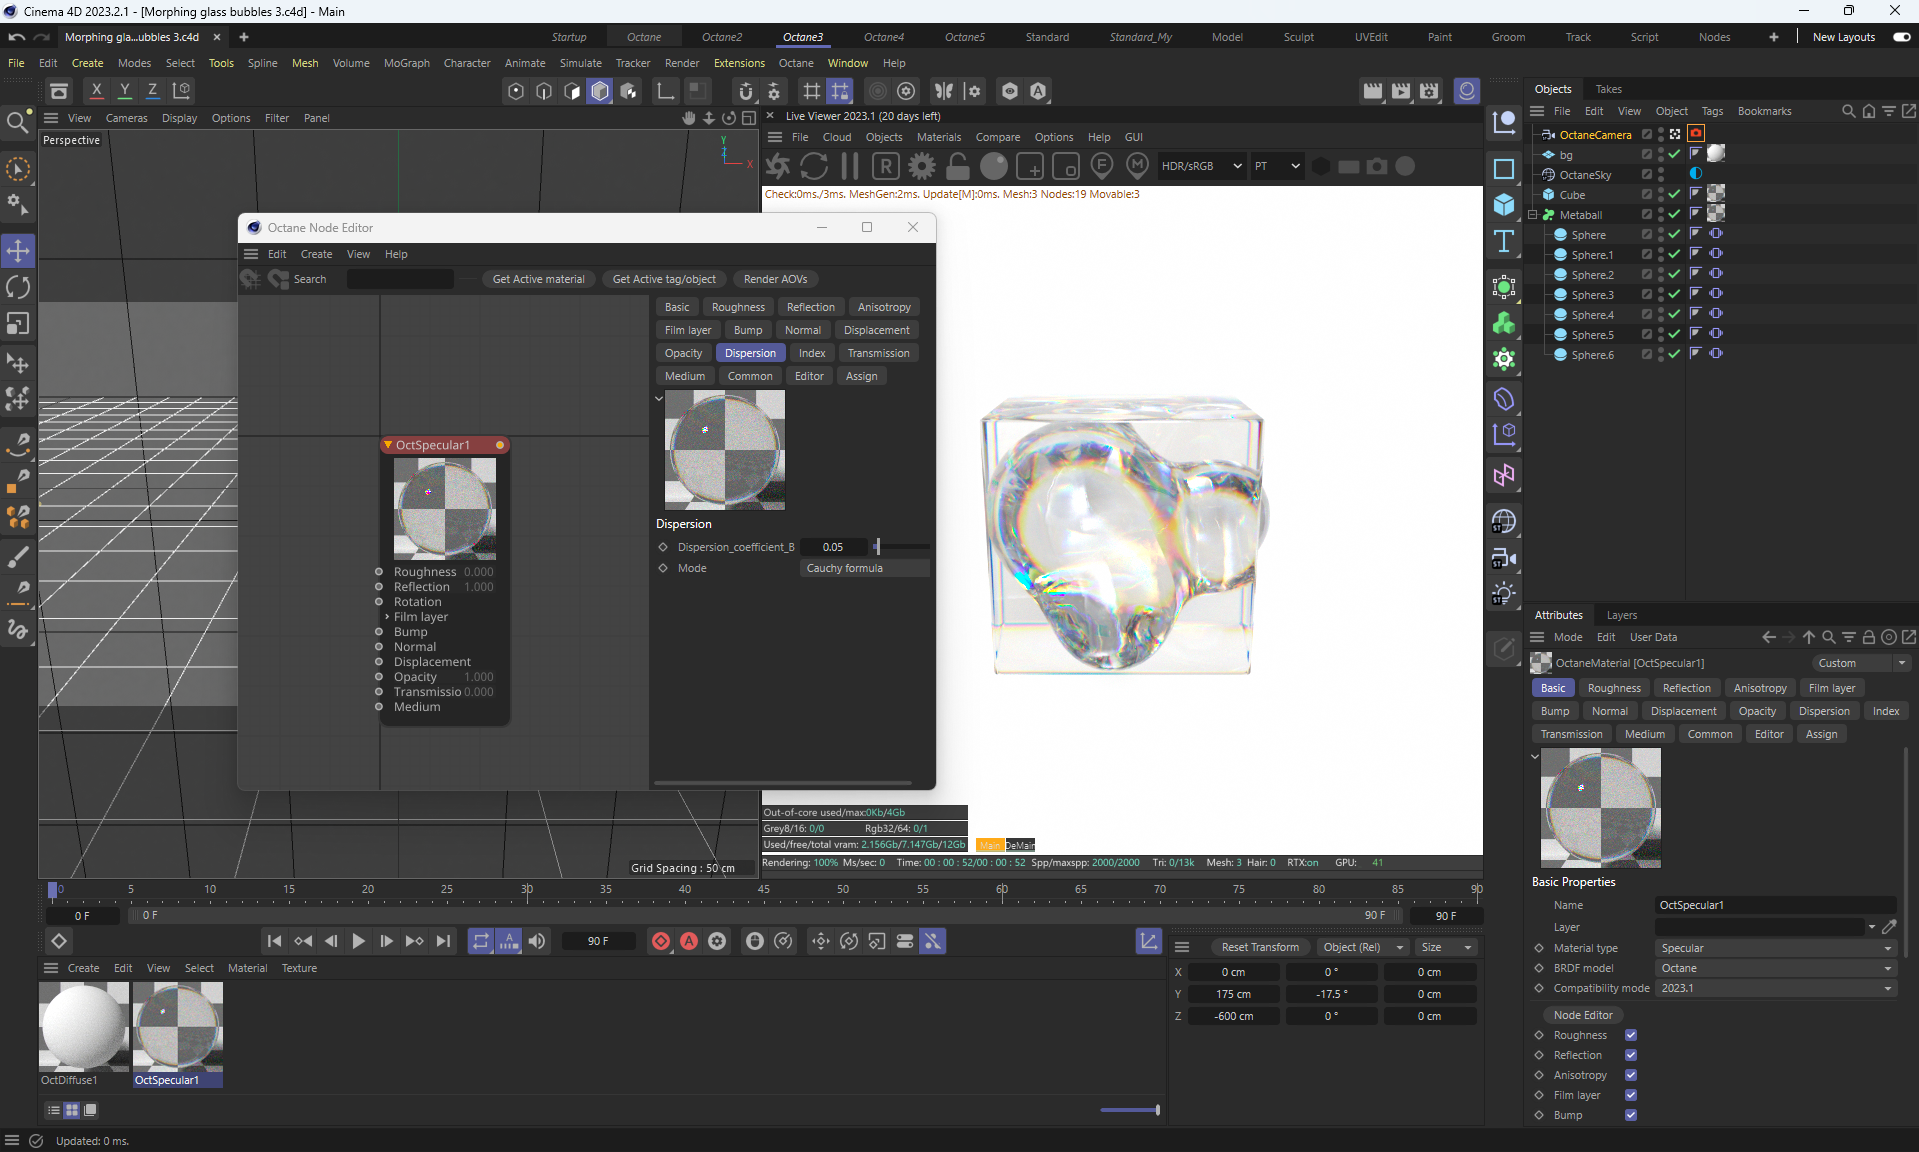 Cinema 4D 2023.2.1 - [Morphing glass bubbles 3.c4d] - Main
Morphing gla...ubbles 3.c4d
Startup Octane Octane2 Octane3 Octane4 Octane5 Standard Standard_My Model Sculpt UVEdit Paint Groom Track Script Nodes New Layouts
File Edit Create Modes Select Tools Spline Mesh Volume MoGraph Character Animate Simulate Tracker Render Extensions Octane Window Help
X Y Z
View Cameras Display Options Filter Panel
Perspective
Y
X
Live Viewer 2023.1 (20 days left)
File Cloud Objects Materials Compare Options Help GUI
HDR/sRGB PT
Check:0ms./3ms. MeshGen:2ms. Update[M]:0ms. Mesh:3 Nodes:19 Movable:3
Octane Node Editor
Edit Create View Help
Search Get Active material Get Active tag/object Render AOVs
Basic Roughness Reflection Anisotropy
Film layer Bump Normal Displacement
Opacity Dispersion Index Transmission
Medium Common Editor Assign
OctSpecular1
Roughness 0.000
Reflection 1.000
Rotation
Film layer
Bump
Normal
Displacement
Opacity 1.000
Transmissio 0.000
Medium
Dispersion
Dispersion_coefficient_B 0.05
Mode Cauchy formula
Out-of-core used/max:0Kb/4Gb
Grey8/16: 0/0 Rgb32/64: 0/1
Used/free/total vram: 2.156Gb/7.147Gb/12Gb
Main DeMain
Rendering: 100% Ms/sec: 0 Time: 00 : 00 : 52/00 : 00 : 52 Spp/maxspp: 2000/2000 Tri: 0/13k Mesh: 3 Hair: 0 RTX:on GPU: 41
Grid Spacing : 50 cm
0 5 10 15 20 25 30 35 40 45 50 55 60 65 70 75 80 85 90
0 F 0 F 90 F 90 F
90 F
Create Edit View Select Material Texture
OctDiffuse1 OctSpecular1
Reset Transform Object (Rel) Size
X 0 cm 0 ° 0 cm
Y 175 cm -17.5 ° 0 cm
Z -600 cm 0 ° 0 cm
Updated: 0 ms.
Objects Takes
File Edit View Object Tags Bookmarks
OctaneCamera
bg
OctaneSky
Cube
Metaball
Sphere
Sphere.1
Sphere.2
Sphere.3
Sphere.4
Sphere.5
Sphere.6
Attributes Layers
Mode Edit User Data
OctaneMaterial [OctSpecular1] Custom
Basic Roughness Reflection Anisotropy Film layer
Bump Normal Displacement Opacity Dispersion Index
Transmission Medium Common Editor Assign
Basic Properties
Name OctSpecular1
Layer
Material type Specular
BRDF model Octane
Compatibility mode 2023.1
Node Editor
Roughness
Reflection
Anisotropy
Film layer
Bump